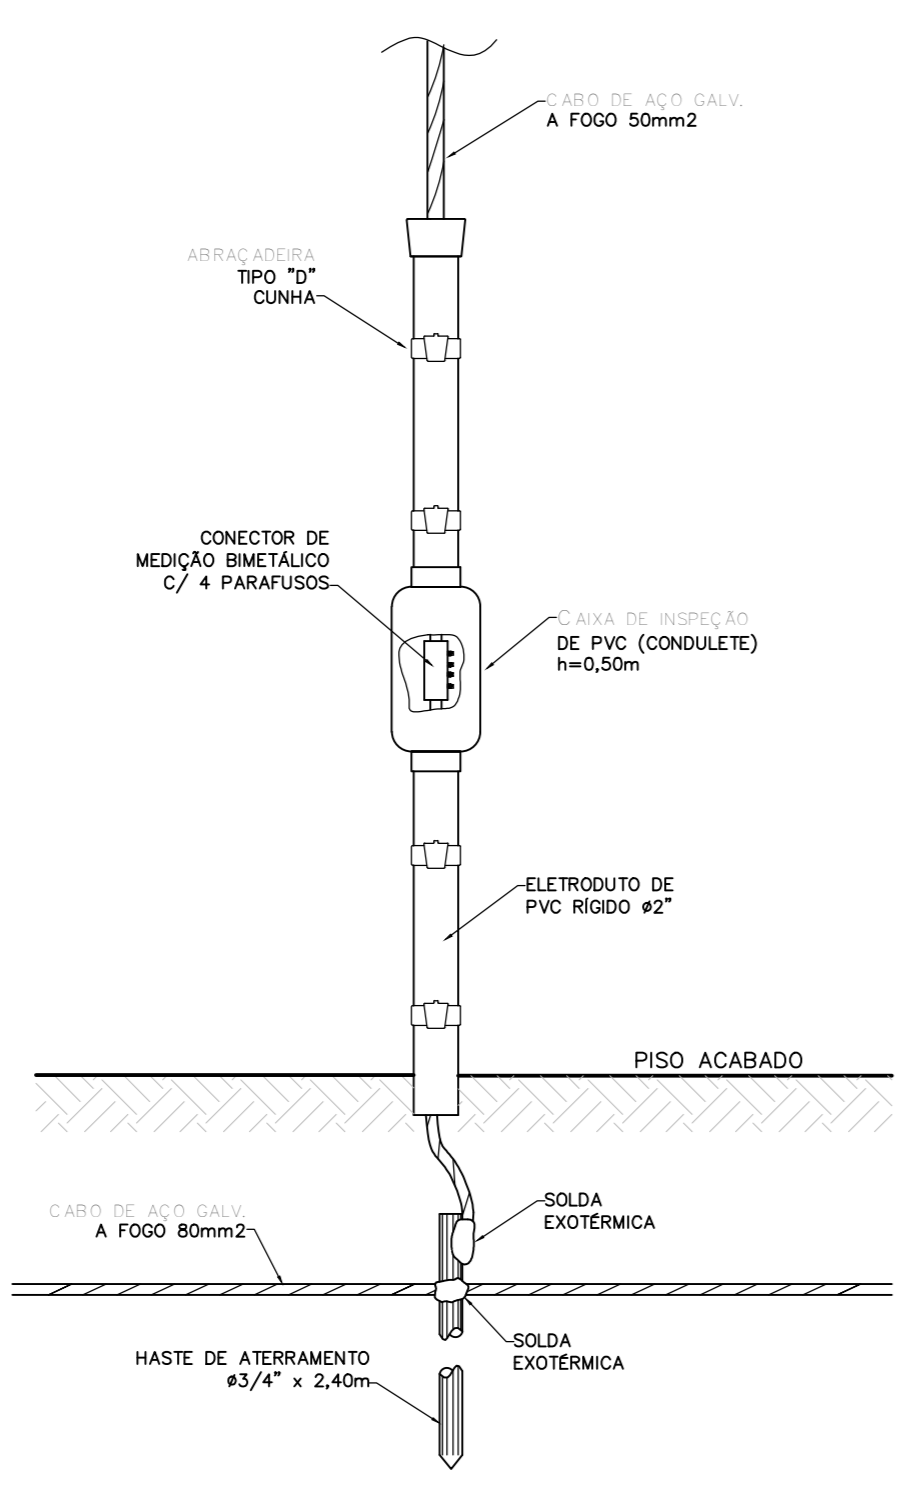 CABO DE AÇO GALV.
A FOGO 50mm2
ABRAÇADEIRA
TIPO "D"
CUNHA
CONECTOR DE
MEDIÇÃO BIMETÁLICO
C/ 4 PARAFUSOS
CAIXA DE INSPEÇÃO
DE PVC (CONDULETE)
h=0,50m
ELETRODUTO DE
PVC RÍGIDO ø2"
PISO ACABADO
CABO DE AÇO GALV.
A FOGO 80mm2
SOLDA
EXOTÉRMICA
SOLDA
EXOTÉRMICA
HASTE DE ATERRAMENTO
ø3/4" x 2,40m